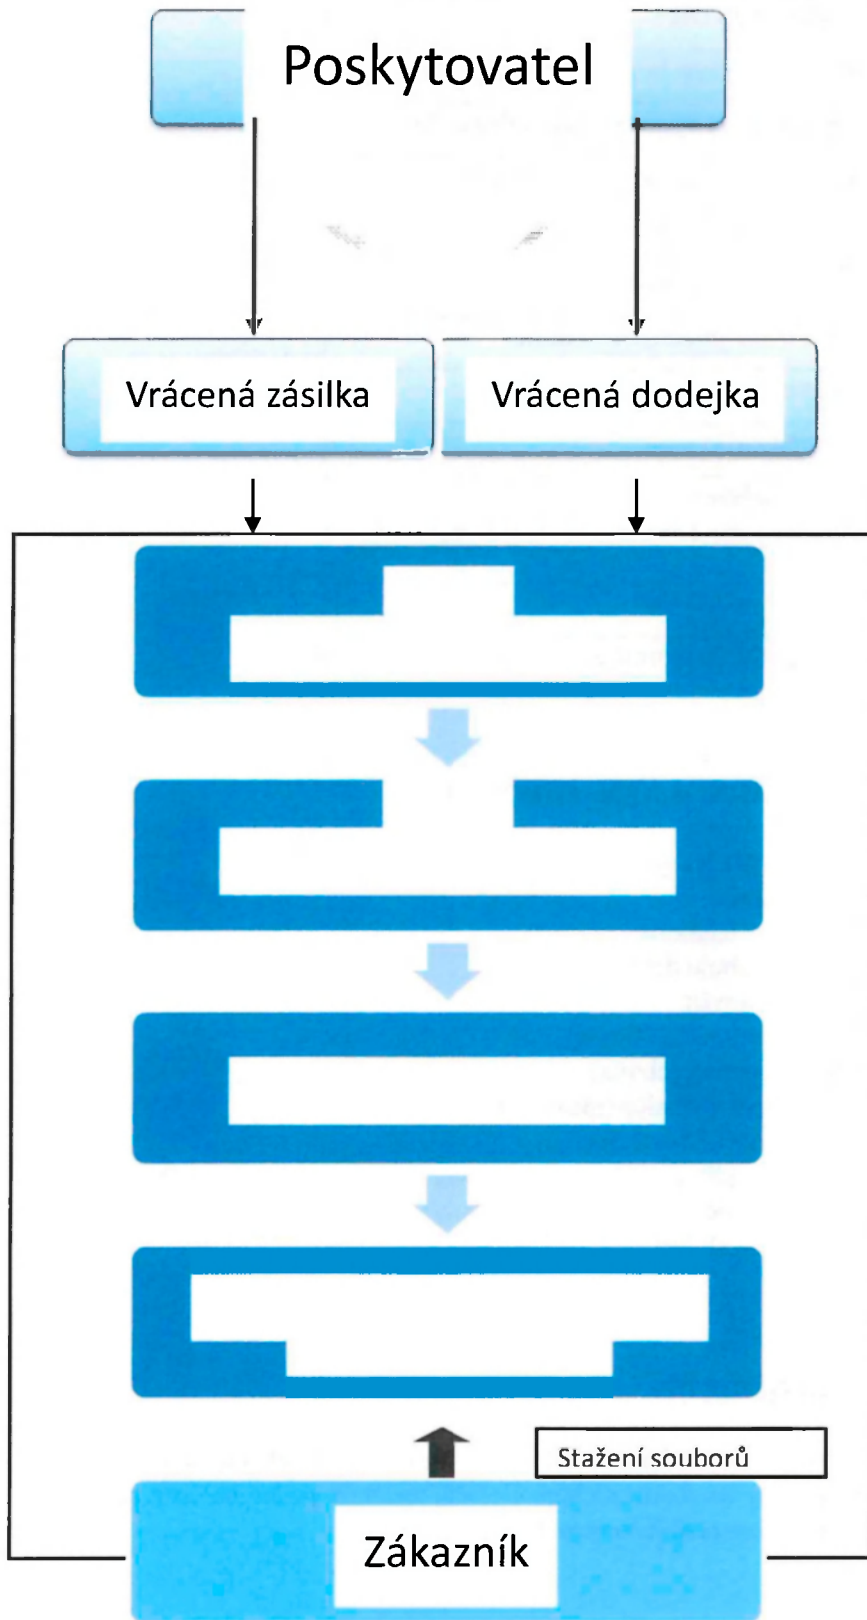 Poskytovatel
Vrácená zásilka
Vrácená dodejka
Stažení souborů
Zákazník